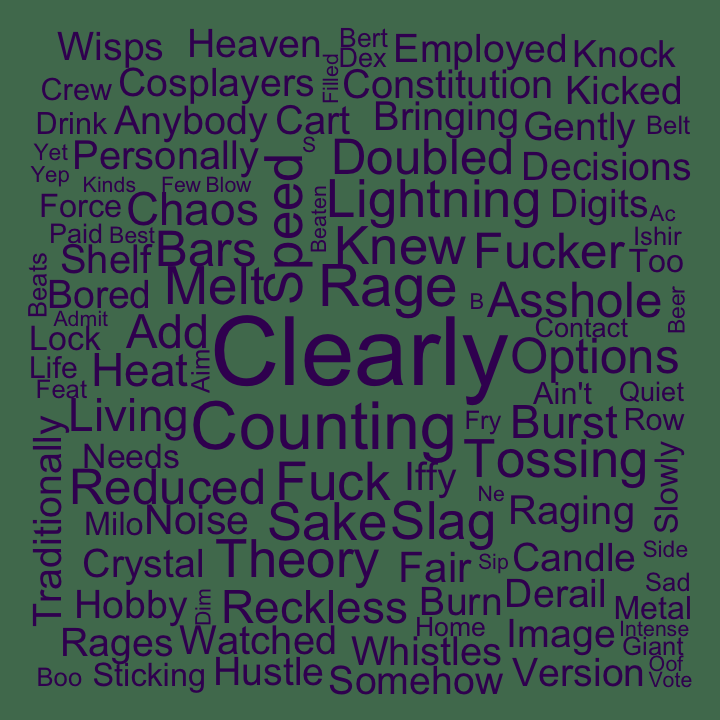 Wisps Heaven Bert Employed Knock
Dex
Crew Cosplayers Filled Constitution Kicked
Drink Anybody Cart Bringing Gently Belt
Yet Personally S Doubled Decisions
Yep Kinds Few Blow
Force Chaos Speed Beaten Lightning Digits Ac
Paid Best Bars Knew Fucker Ishir
Shelf Too
Beats Bored Melt Rage B Asshole Beer
Admit
Lock Add Clearly Contact
Life Heat Aim Options
Feat Ain't Quiet
Living Counting Fry Burst Row
Traditionally Needs Tossing Slowly
Reduced Fuck Iffy
Milo Noise Sake Slag Ne Raging
Crystal Theory Fair Sip Candle Side
Hobby Dim Reckless Burn Derail Sad
Metal
Rages Watched Home Image Intense
Whistles Giant
Boo Sticking Hustle Somehow Version Oof
Vote